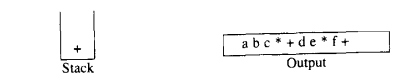 +
a b c * + d e * f +
Stack
Output